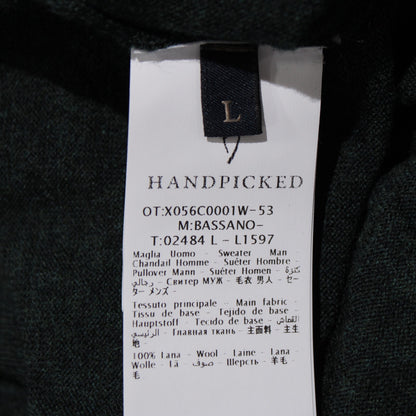 L
HANDPICKED
OT:X056C0001W-53
M:BASSANO-
T:02484 L - L1597
Maglia Uomo - Sweater Man -
Chandail Homme - Suéter Hombre -
Pullover Mann - Suéter Homen - كنزة
رجالي - Свитер МУЖ - 毛衣 男人 - セー
ター メンズ -
Tessuto principale - Main fabric -
Tissu de base - Tejido de base -
Hauptstoff - Tecido de base - القماش
الرئيسي - Главная ткань - 主面料 - 主生
地 -
100% Lana - Wool - Laine - Lana -
Wolle - Lã - صوف - Шерсть - 羊毛 -
毛